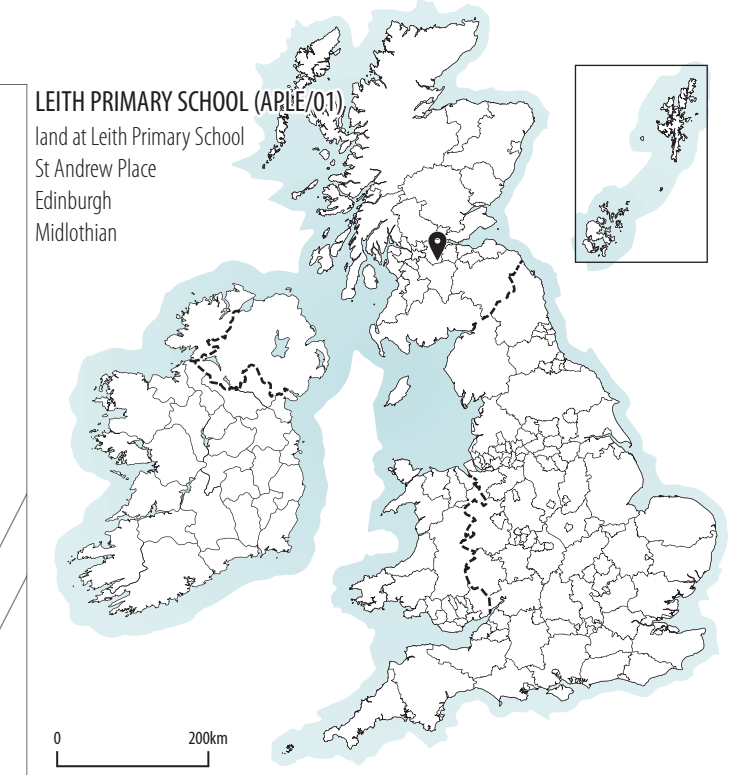 LEITH PRIMARY SCHOOL (APLE/01)
land at Leith Primary School
St Andrew Place
Edinburgh
Midlothian
0 200km